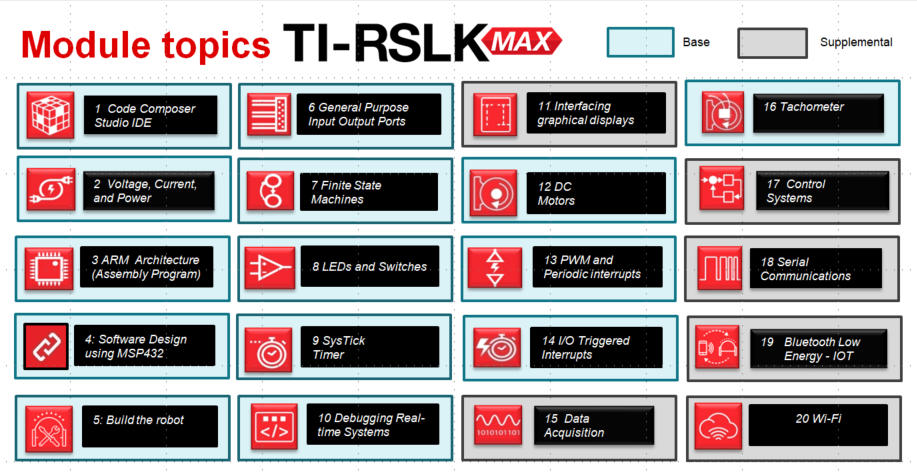 Module topics TI-RSLK MAX
Base
Supplemental
1 Code Composer
Studio IDE
2 Voltage, Current,
and Power
3 ARM Architecture
(Assembly Program)
4: Software Design
using MSP432
5: Build the robot
6 General Purpose
Input Output Ports
7 Finite State
Machines
8 LEDs and Switches
9 SysTick
Timer
10 Debugging Real-
time Systems
11 Interfacing
graphical displays
12 DC
Motors
13 PWM and
Periodic interrupts
14 I/O Triggered
Interrupts
1010101101
15 Data
Acquisition
16 Tachometer
17 Control
Systems
18 Serial
Communications
19 Bluetooth Low
Energy - IOT
20 Wi-Fi